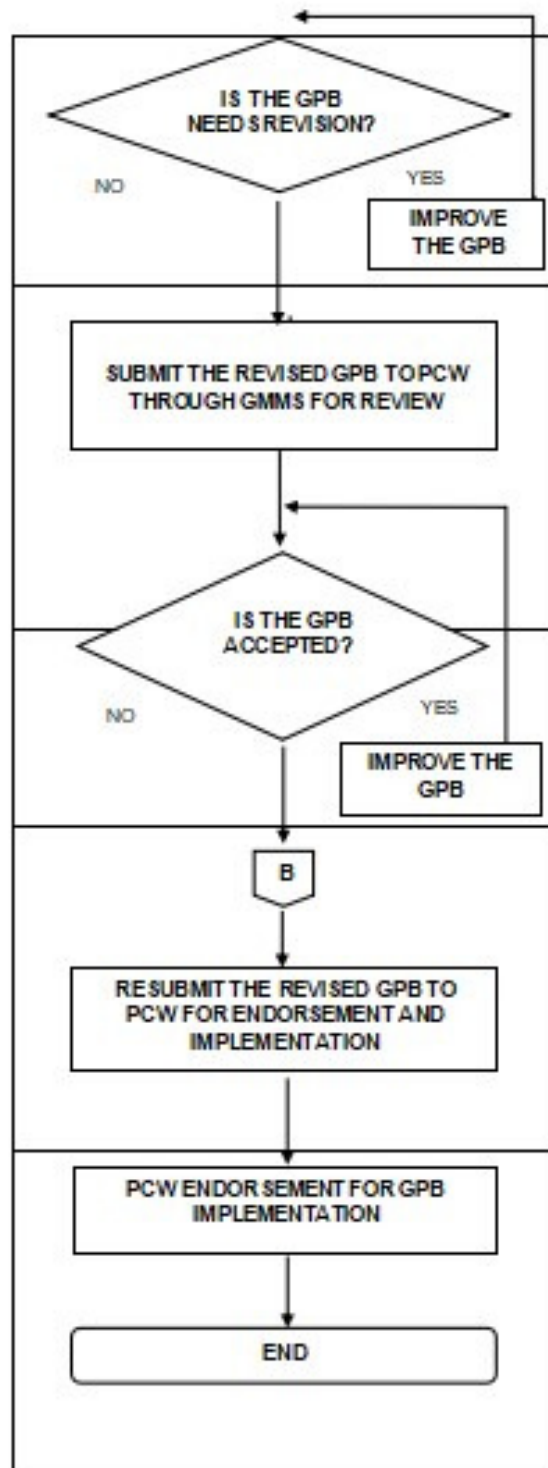 IS THE GPB
NEEDS REVISION?
NO
YES
IMPROVE
THE GPB
SUBMIT THE REVISED GPB TO PCW
THROUGH GMMS FOR REVIEW
IS THE GPB
ACCEPTED?
NO
YES
IMPROVE THE
GPB
B
RESUBMIT THE REVISED GPB TO
PCW FOR ENDORSEMENT AND
IMPLEMENTATION
PCW ENDORSEMENT FOR GPB
IMPLEMENTATION
END